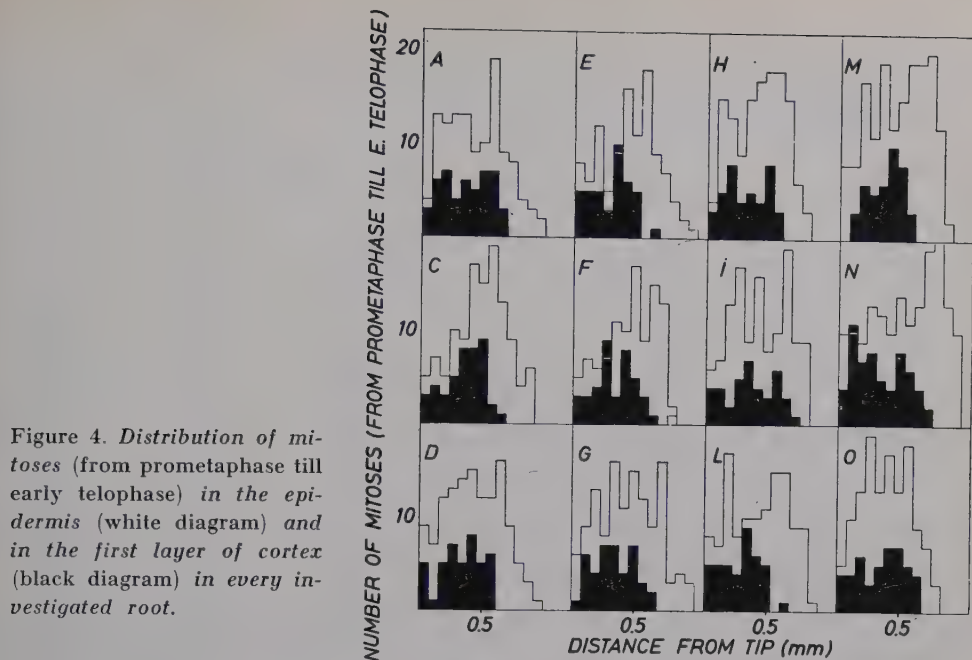 NUMBER OF MITOSES (FROM PROMETAPHASE TILL E. TELOPHASE)
20
10
A
E
H
M
10
C
F
I
N
10
D
G
L
O
0.5
0.5
0.5
0.5
DISTANCE FROM TIP (mm)
Figure 4. Distribution of mi-
toses (from prometaphase till
early telophase) in the epi-
dermis (white diagram) and
in the first layer of cortex
(black diagram) in every in-
vestigated root.